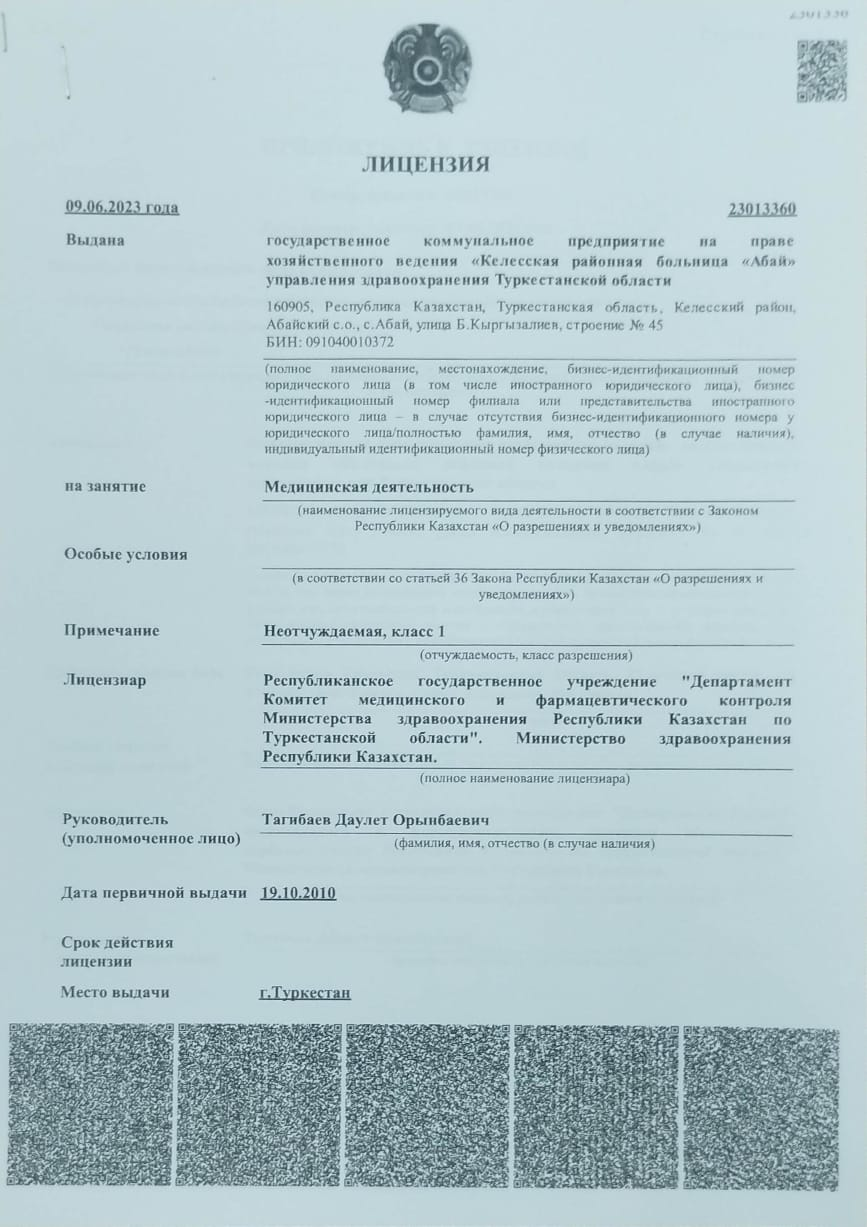 ЛИЦЕНЗИЯ
09.06.2023 года 23013360
Выдана государственное коммунальное предприятие на праве
хозяйственного ведения «Келесская районная больница «Абай»
управления здравоохранения Туркестанской области
160905, Республика Казахстан, Туркестанская область, Келесский район,
Абайский с.о., с.Абай, улица Б.Кыргызалиев, строение № 45
БИН: 091040010372
(полное наименование, местонахождение, бизнес-идентификационный номер
юридического лица (в том числе иностранного юридического лица), бизнес
-идентификационный номер филиала или представительства иностранного
юридического лица – в случае отсутствия бизнес-идентификационного номера у
юридического лица/полностью фамилия, имя, отчество (в случае наличия),
индивидуальный идентификационный номер физического лица)
на занятие Медицинская деятельность
(наименование лицензируемого вида деятельности в соответствии с Законом
Республики Казахстан «О разрешениях и уведомлениях»)
Особые условия
(в соответствии со статьей 36 Закона Республики Казахстан «О разрешениях и
уведомлениях»)
Примечание Неотчуждаемая, класс 1
(отчуждаемость, класс разрешения)
Лицензиар Республиканское государственное учреждение "Департамент
Комитет медицинского и фармацевтического контроля
Министерства здравоохранения Республики Казахстан по
Туркестанской области". Министерство здравоохранения
Республики Казахстан.
(полное наименование лицензиара)
Руководитель Тагибаев Даулет Орынбаевич
(уполномоченное лицо) (фамилия, имя, отчество (в случае наличия)
Дата первичной выдачи 19.10.2010
Срок действия
лицензии
Место выдачи г.Туркестан